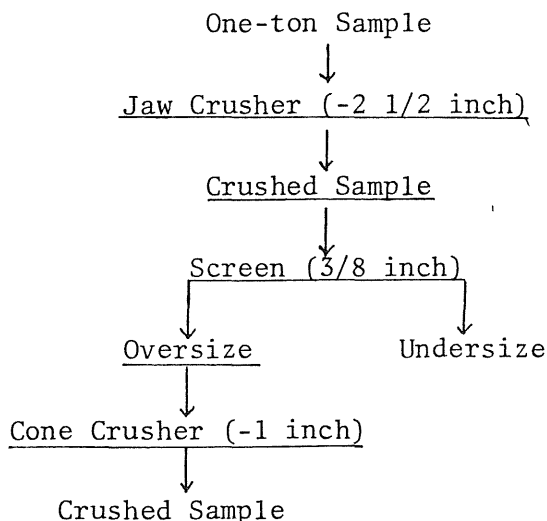 One-ton Sample
Jaw Crusher (-2 1/2 inch)
Crushed Sample
Screen (3/8 inch)
Oversize Undersize
Cone Crusher (-1 inch)
Crushed Sample